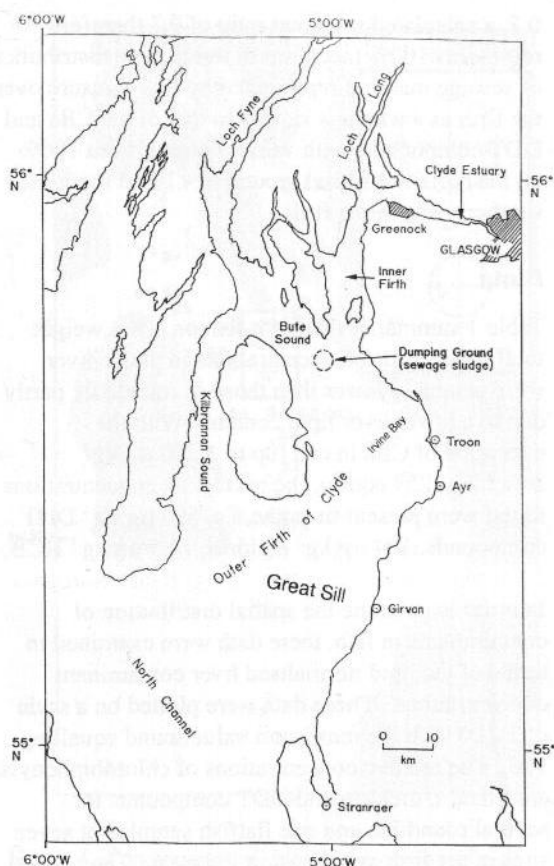 6°00'W
5°00'W
Loch Fyne
Loch Long
56°
N
56°
N
Clyde Estuary
Greenock
GLASGOW
Inner
Firth
Bute
Sound
Dumping Ground
(sewage sludge)
Kilbrannan Sound
Irvine Bay
Troon
Ayr
Outer Firth of Clyde
Great Sill
Girvan
North Channel
0 10
km
55°
N
55°
N
Stranraer
6°00'W
5°00'W